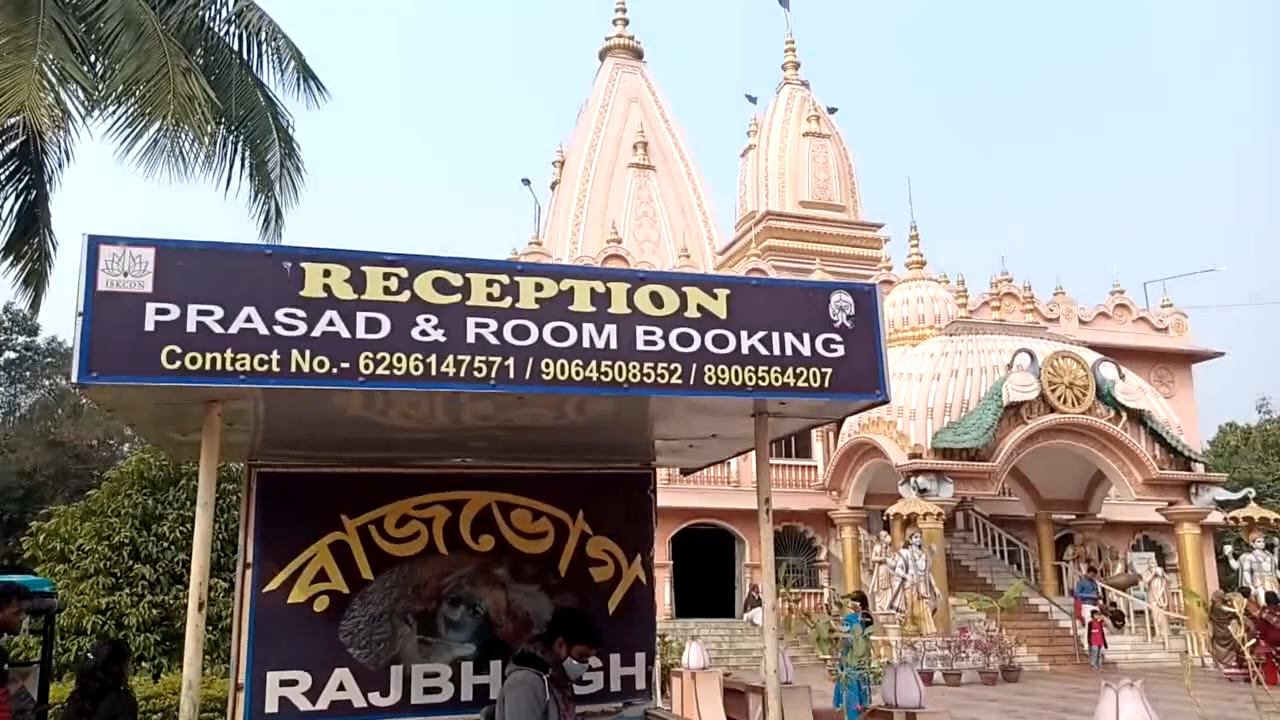 ISKCON
RECEPTION
PRASAD & ROOM BOOKING
Contact No.- 6296147571 / 9064508552 / 8906564207
রাজভোগ